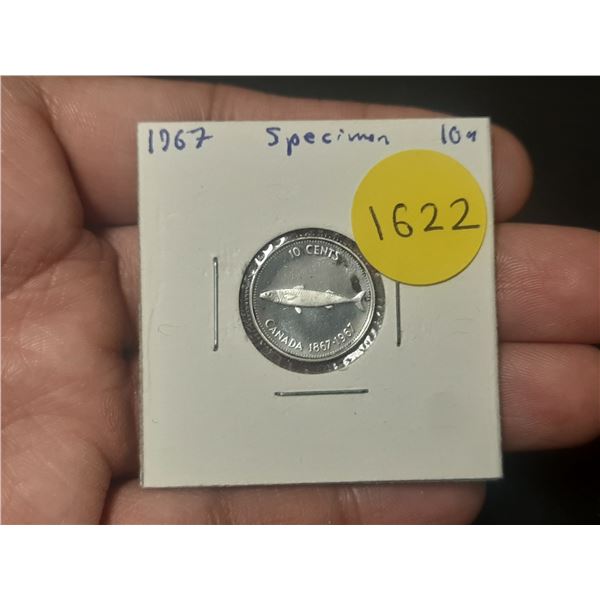 1967 Specimen 10¢
1622
10 CENTS
CANADA 1867-1967